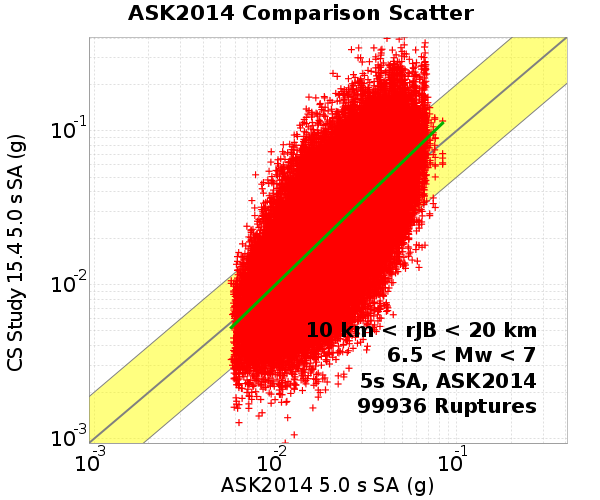 ASK2014 Comparison Scatter
CS Study 15.4 5.0 s SA (g)
10-1
10-2
10-3
10 km < rJB < 20 km
6.5 < Mw < 7
5s SA, ASK2014
99936 Ruptures
10-3 10-2 10-1
ASK2014 5.0 s SA (g)